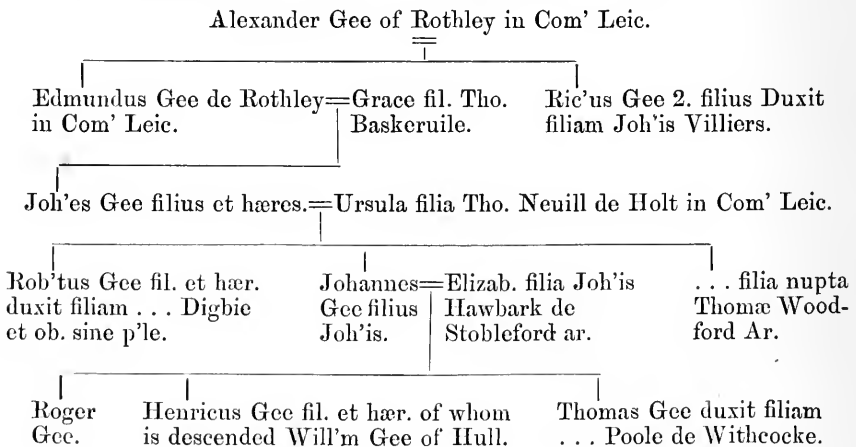 Alexander Gee of Rothley in Com' Leic.
Edmundus Gee de Rothley=Grace fil. Tho.
in Com' Leic.
Baskeruile.
Ric'us Gee 2. filius Duxit
filiam Joh'is Villiers.
Joh'es Gee filius et hæres.=Ursula filia Tho. Neuill de Holt in Com' Leic.
Rob'tus Gee fil. et hær.
duxit filiam . . . Digbie
et ob. sine p'le.
Johannes=Elizab. filia Joh'is
Gee filius
Joh'is.
Hawbark de
Stobleford ar.
. . . filia nupta
Thomæ Wood-
ford Ar.
Roger
Gee.
Henricus Gee fil. et hær. of whom
is descended Will'm Gee of Hull.
Thomas Gee duxit filiam
. . . Poole de Withcocke.